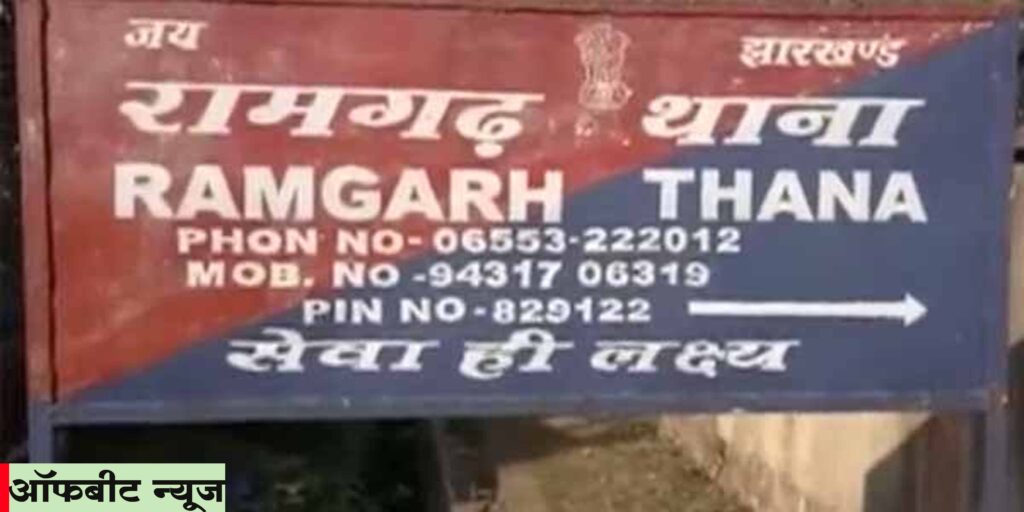 जय झारखण्ड
रामगढ़ थाना
RAMGARH THANA
PHON NO- 06553-222012
MOB. NO -94317 06319
PIN NO-829122
सेवा ही लक्ष्य
ऑफबीट न्यूज